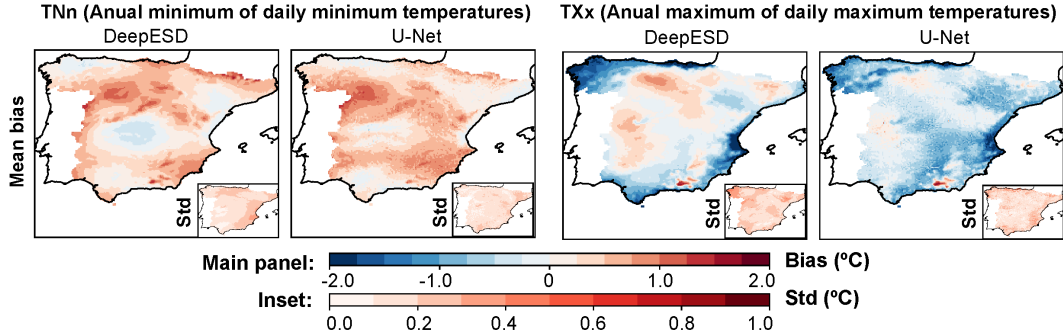 TNn (Anual minimum of daily minimum temperatures)
TXx (Anual maximum of daily maximum temperatures)
DeepESD
U-Net
DeepESD
U-Net
Mean bias
Std
Std
Std
Std
Main panel:
-2.0 -1.0 0 1.0 2.0
Bias (ºC)
Inset:
0.0 0.2 0.4 0.6 0.8 1.0
Std (ºC)